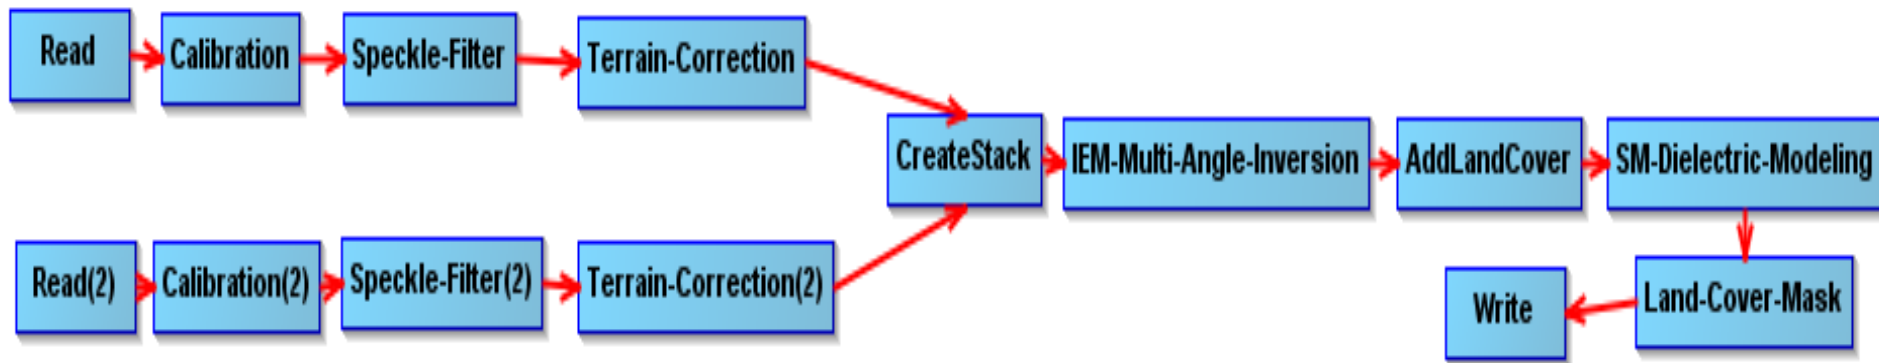 Read
Calibration
Speckle-Filter
Terrain-Correction
CreateStack
IEM-Multi-Angle-Inversion
AddLandCover
SM-Dielectric-Modeling
Read(2)
Calibration(2)
Speckle-Filter(2)
Terrain-Correction(2)
Write
Land-Cover-Mask